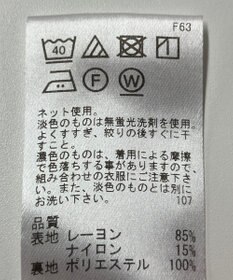 F63
40
F
W
ネット使用。
淡色のものは無蛍光洗剤を使用。
よくすすぎ、絞りの後すぐに干
すこと。
濃色のものは、着用による摩擦
で色落ちする事がありますので、
組み合わせの衣服にご注意下さ
い。また、淡色のものとは別に
お洗い下さい。 107
品質
表地 レーヨン 85%
ナイロン 15%
裏地 ポリエステル 100%